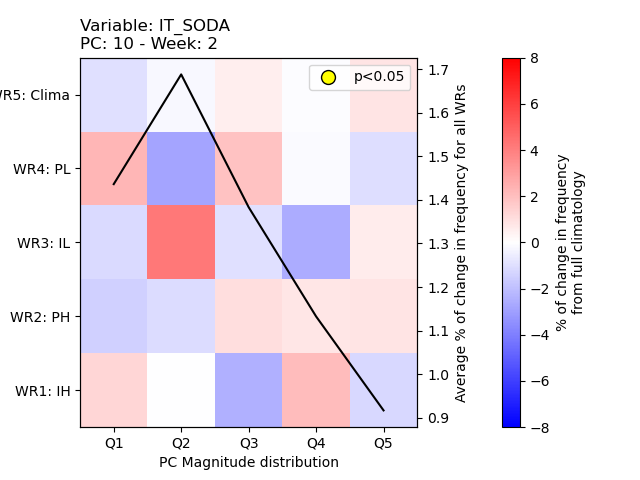 Variable: IT_SODA
PC: 10 - Week: 2
p<0.05
WR5: Clima
WR4: PL
WR3: IL
WR2: PH
WR1: IH
Q1 Q2 Q3 Q4 Q5
PC Magnitude distribution
1.7
1.6
1.5
1.4
1.3
1.2
1.1
1.0
0.9
Average % of change in frequency for all WRs
8
6
4
2
0
−2
−4
−6
−8
% of change in frequency
from full climatology